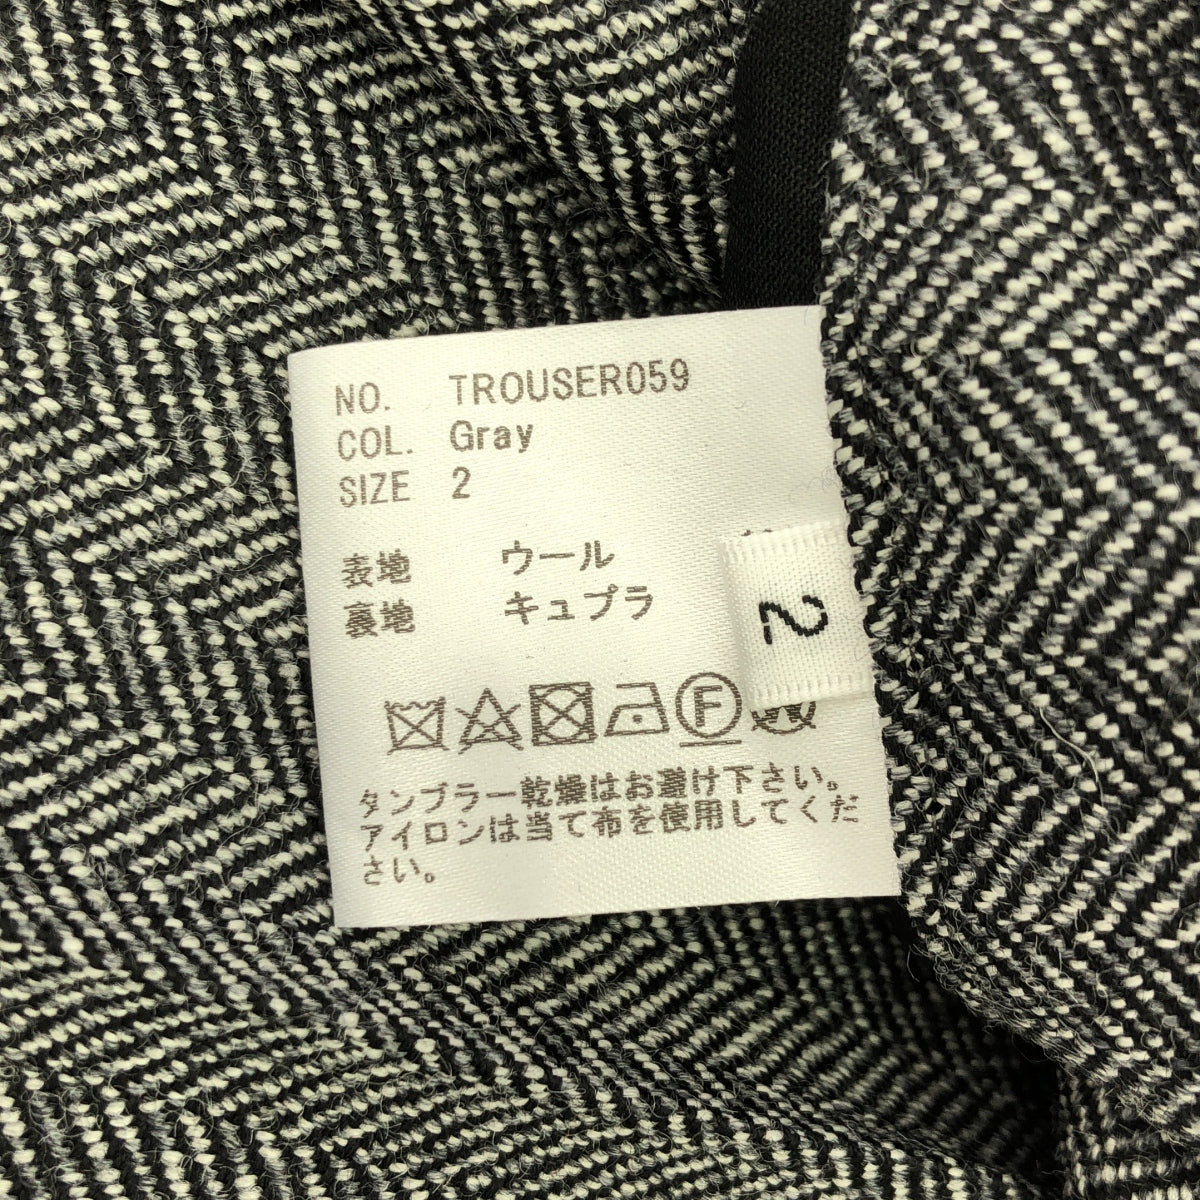 NO. TROUSER059
COL. Gray
SIZE 2
表地 ウール
裏地 キュプラ
2
F
W
タンブラー乾燥はお避け下さい。
アイロンは当て布を使用してくだ
さい。